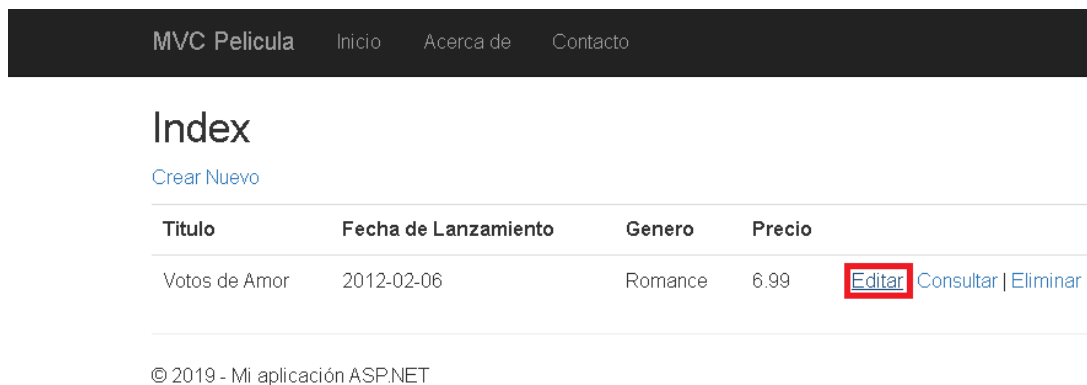 MVC Pelicula Inicio Acerca de Contacto
Index
Crear Nuevo
Titulo Fecha de Lanzamiento Genero Precio
Votos de Amor 2012-02-06 Romance 6.99 Editar Consultar | Eliminar
© 2019 - Mi aplicación ASP.NET